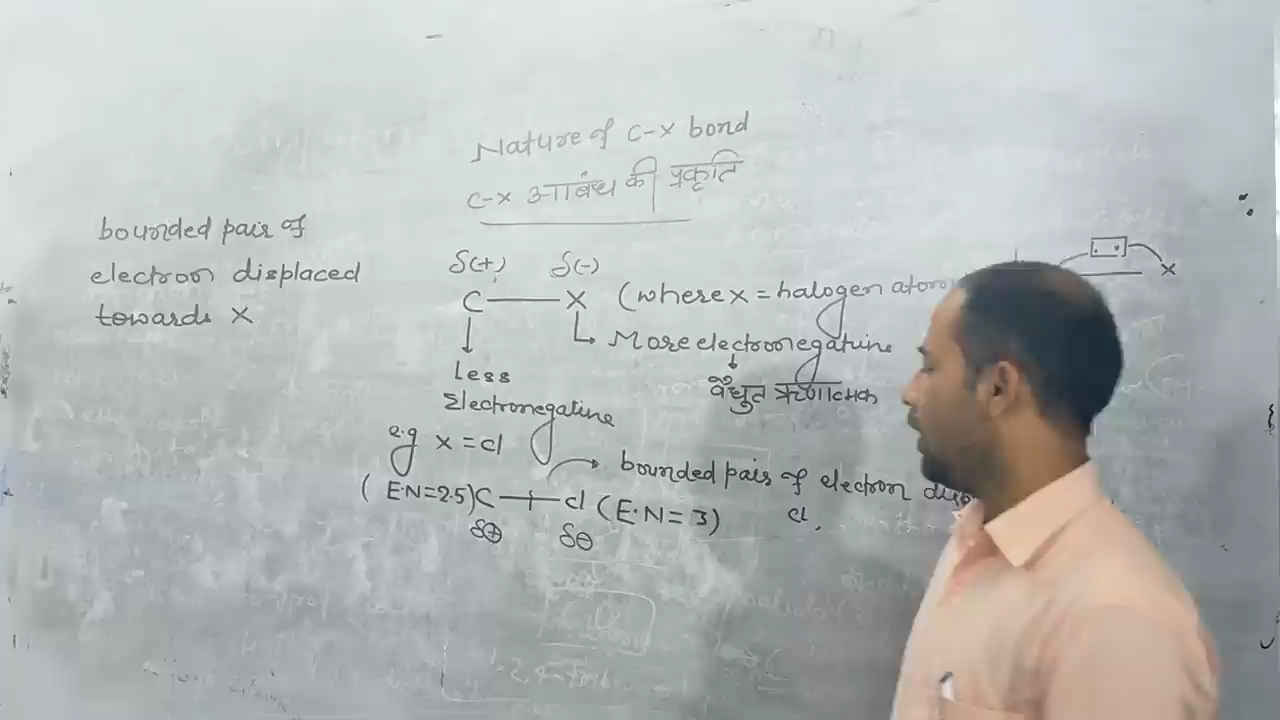 Nature of C-X bond
C-X आबंध की प्रकृति
bounded pair of
electron displaced
towards X
δ(+) δ(-)
C — X (where X = halogen atom
↓ ↳ More electronegative
Less ↓
Electronegative वैधुत ऋणात्मक
e.g X = Cl
→ bounded pair of electron
(E·N=2.5) C —+— Cl (E·N = 3) Cl.
δ⊕ δ⊖
X